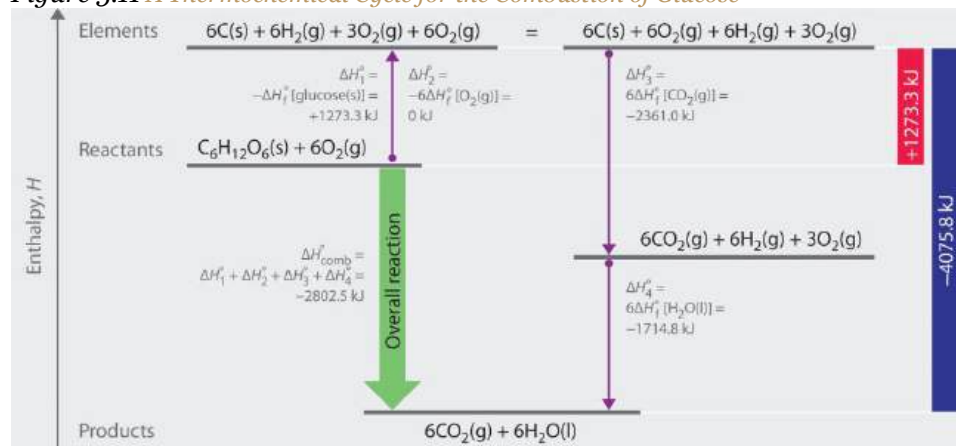 Figure 5.11 A Thermochemical Cycle for the Combustion of Glucose
Elements 6C(s) + 6H₂(g) + 3O₂(g) + 6O₂(g) = 6C(s) + 6O₂(g) + 6H₂(g) + 3O₂(g)
ΔH°₁ =
−ΔH°f [glucose(s)] =
+1273.3 kJ
ΔH°₂ =
−6ΔH°f [O₂(g)] =
0 kJ
ΔH°₃ =
6ΔH°f [CO₂(g)] =
−2361.0 kJ
+1273.3 kJ
−4075.8 kJ
Reactants C₆H₁₂O₆(s) + 6O₂(g)
Enthalpy, H
6CO₂(g) + 6H₂(g) + 3O₂(g)
ΔH°comb =
ΔH°₁ + ΔH°₂ + ΔH°₃ + ΔH°₄ =
−2802.5 kJ
Overall reaction
ΔH°₄ =
6ΔH°f [H₂O(l)] =
−1714.8 kJ
Products 6CO₂(g) + 6H₂O(l)